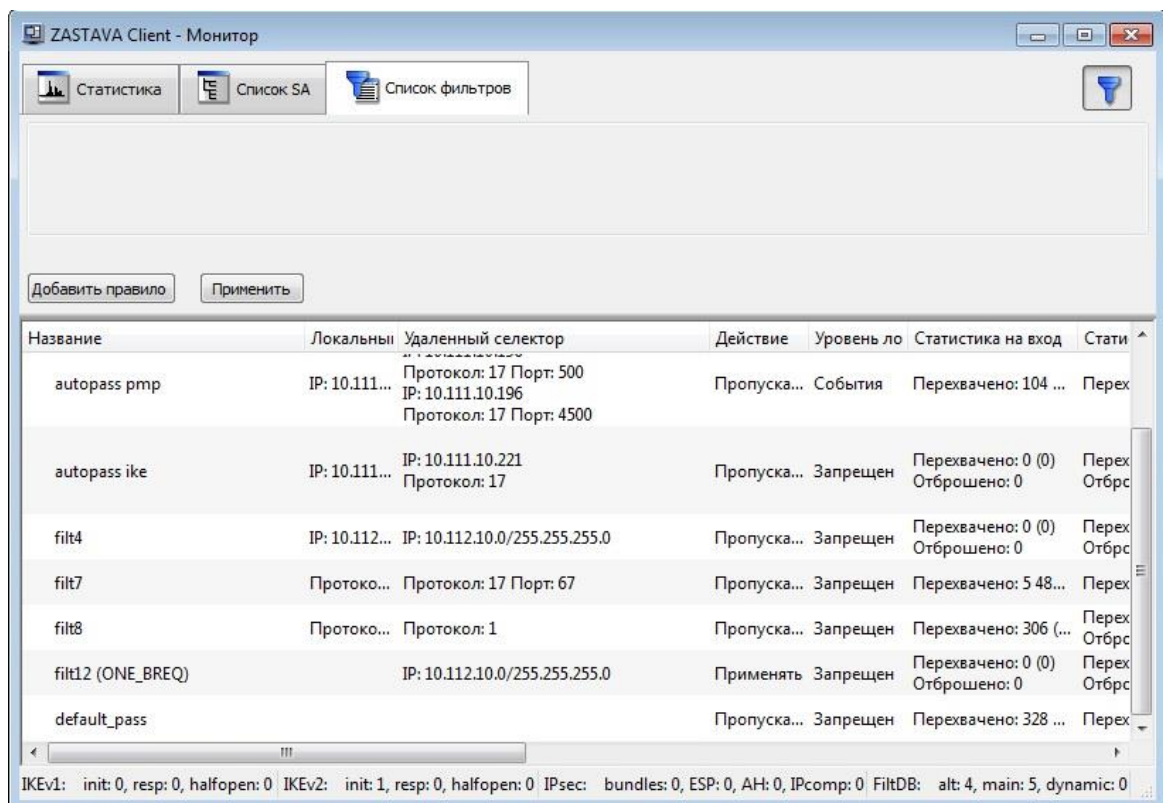 ZASTAVA Client - Монитор
Статистика
Список SA
Список фильтров
Добавить правило
Применить
Название Локальны Удаленный селектор Действие Уровень ло Статистика на вход Стати
autopass pmp IP: 10.111... Протокол: 17 Порт: 500 Пропуска... События Перехвачено: 104 ... Перех
IP: 10.111.10.196
Протокол: 17 Порт: 4500
autopass ike IP: 10.111... IP: 10.111.10.221 Пропуска... Запрещен Перехвачено: 0 (0) Перех
Протокол: 17 Отброшено: 0 Отбрс
filt4 IP: 10.112... IP: 10.112.10.0/255.255.255.0 Пропуска... Запрещен Перехвачено: 0 (0) Перех
Отброшено: 0 Отбрс
filt7 Протоко... Протокол: 17 Порт: 67 Пропуска... Запрещен Перехвачено: 5 48... Перех
filt8 Протоко... Протокол: 1 Пропуска... Запрещен Перехвачено: 306 (... Перех
Отбрс
filt12 (ONE_BREQ) IP: 10.112.10.0/255.255.255.0 Применять Запрещен Перехвачено: 0 (0) Перех
Отброшено: 0 Отбрс
default_pass Пропуска... Запрещен Перехвачено: 328 ... Перех
IKEv1: init: 0, resp: 0, halfopen: 0 IKEv2: init: 1, resp: 0, halfopen: 0 IPsec: bundles: 0, ESP: 0, AH: 0, IPcomp: 0 FiltDB: alt: 4, main: 5, dynamic: 0